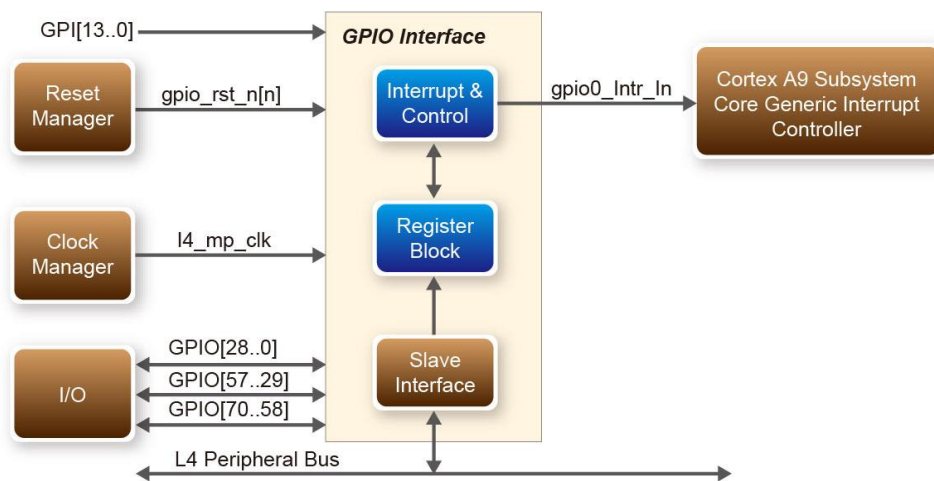 GPI[13..0]
GPIO Interface
Reset
Manager
gpio_rst_n[n]
Interrupt &
Control
gpio0_Intr_In
Cortex A9 Subsystem
Core Generic Interrupt
Controller
Clock
Manager
l4_mp_clk
Register
Block
I/O
GPIO[28..0]
GPIO[57..29]
GPIO[70..58]
Slave
Interface
L4 Peripheral Bus